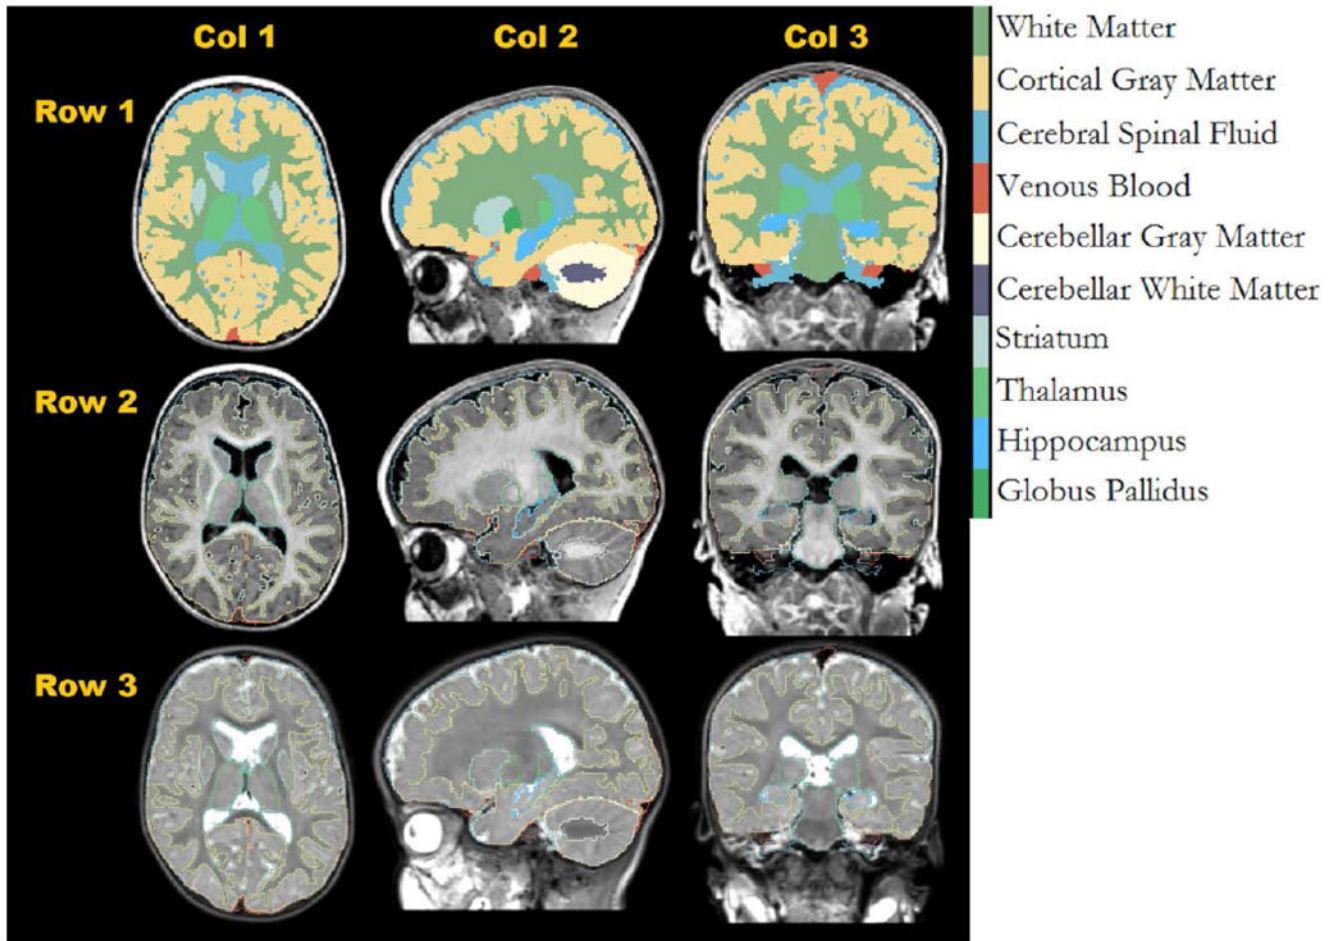 Col 1
Col 2
Col 3
Row 1
Row 2
Row 3
White Matter
Cortical Gray Matter
Cerebral Spinal Fluid
Venous Blood
Cerebellar Gray Matter
Cerebellar White Matter
Striatum
Thalamus
Hippocampus
Globus Pallidus